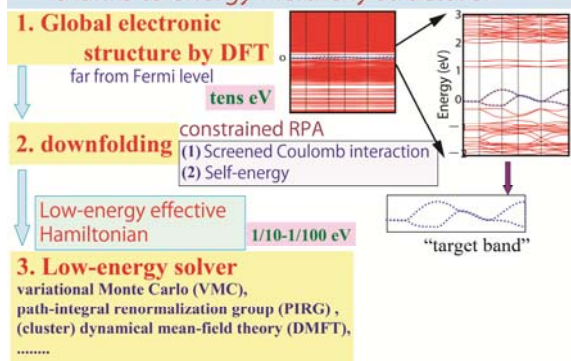 1. Global electronic
structure by DFT
far from Fermi level
tens eV
0
Energy (eV)
3
2
1
0
2. downfolding
constrained RPA
(1) Screened Coulomb interaction
(2) Self-energy
"target band"
Low-energy effective
Hamiltonian
1/10-1/100 eV
3. Low-energy solver
variational Monte Carlo (VMC),
path-integral renormalization group (PIRG) ,
(cluster) dynamical mean-field theory (DMFT),
........